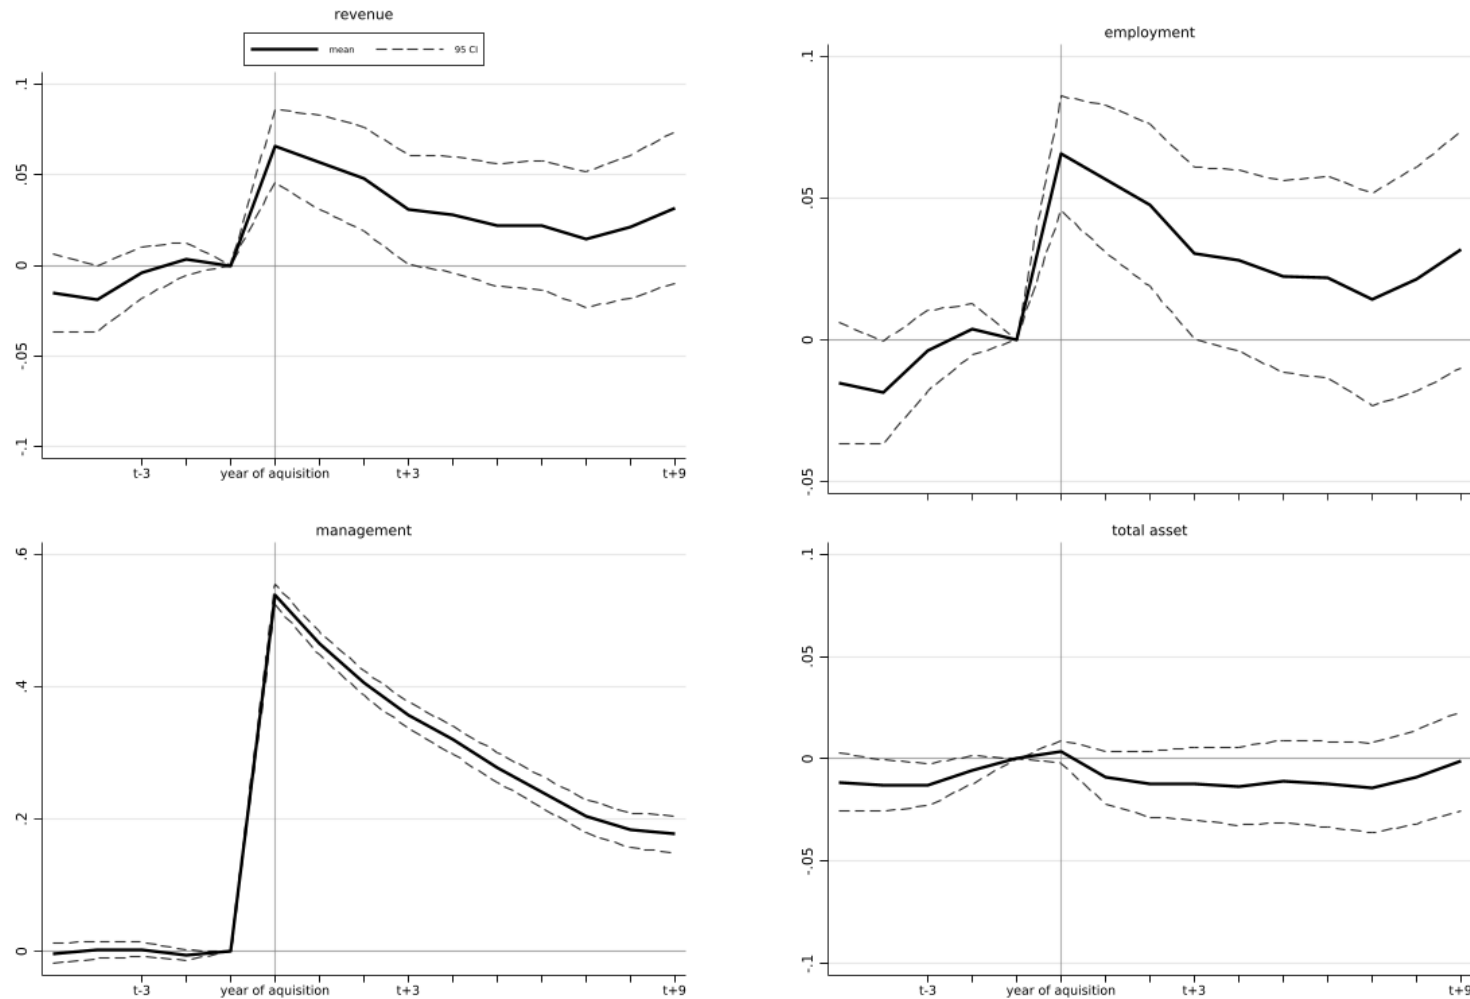 revenue
mean 95 CI
.1
.05
0
-.05
-.1
t-3 year of aquisition t+3 t+9
employment
.1
.05
0
-.05
management
.6
.4
.2
0
t-3 year of aquisition t+3 t+9
total asset
.1
.05
0
-.05
-.1
t-3 year of aquisition t+3 t+9